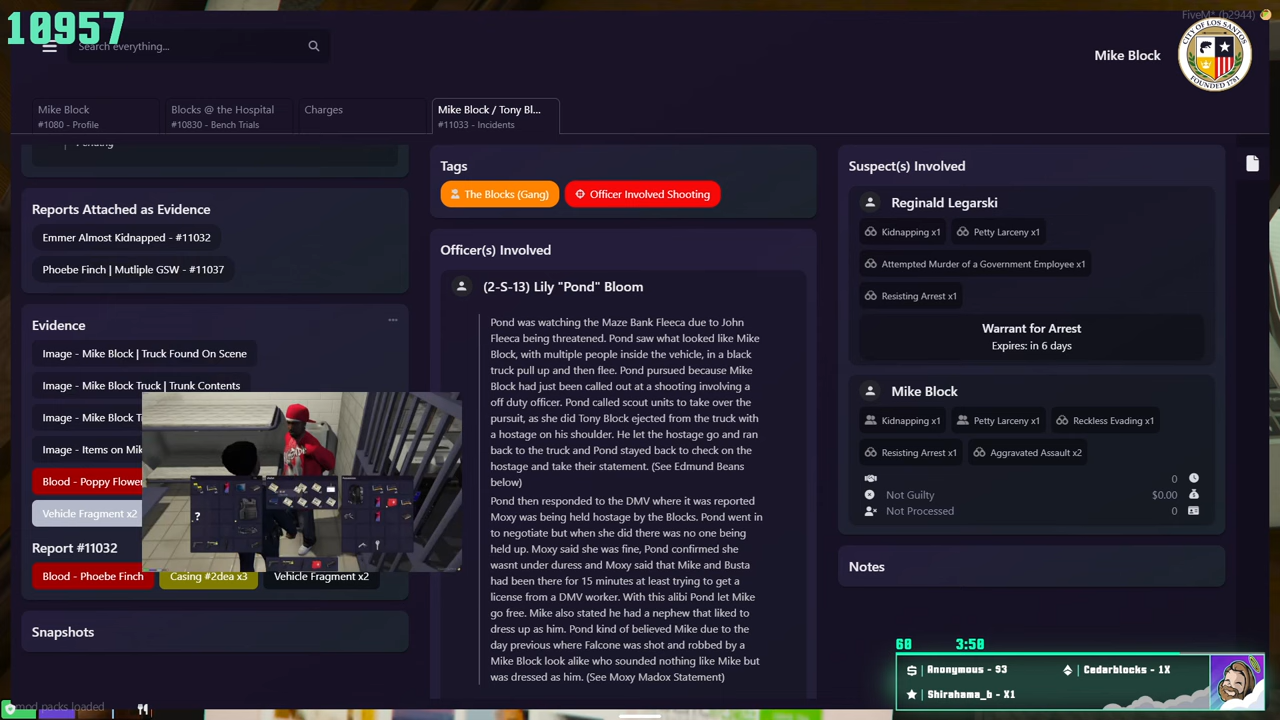 10957
Search everything...
FiveM* (b2944)
Mike Block
CITY OF LOS SANTOS
FOUNDED 1781
Mike Block
#1080 - Profile
Blocks @ the Hospital
#10830 - Bench Trials
Charges
Mike Block / Tony Bl...
#11033 - Incidents
Reports Attached as Evidence
Emmer Almost Kidnapped - #11032
Phoebe Finch | Mutliple GSW - #11037
Evidence
Image - Mike Block | Truck Found On Scene
Image - Mike Block Truck | Trunk Contents
Image - Mike Block T
Image - Items on Mik
Blood - Poppy Flower
Vehicle Fragment x2
Report #11032
Blood - Phoebe Finch
Casing #2dea x3
Vehicle Fragment x2
Snapshots
mod packs loaded
Tags
The Blocks (Gang)
Officer Involved Shooting
Officer(s) Involved
(2-S-13) Lily "Pond" Bloom
Pond was watching the Maze Bank Fleeca due to John
Fleeca being threatened. Pond saw what looked like Mike
Block, with multiple people inside the vehicle, in a black
truck pull up and then flee. Pond pursued because Mike
Block had just been called out at a shooting involving a
off duty officer. Pond called scout units to take over the
pursuit, as she did Tony Block ejected from the truck with
a hostage on his shoulder. He let the hostage go and ran
back to the truck and Pond stayed back to check on the
hostage and take their statement. (See Edmund Beans
below)
Pond then responded to the DMV where it was reported
Moxy was being held hostage by the Blocks. Pond went in
to negotiate but when she did there was no one being
held up. Moxy said she was fine, Pond confirmed she
wasnt under duress and Moxy said that Mike and Busta
had been there for 15 minutes at least trying to get a
license from a DMV worker. With this alibi Pond let Mike
go free. Mike also stated he had a nephew that liked to
dress up as him. Pond kind of believed Mike due to the
day previous where Falcone was shot and robbed by a
Mike Block look alike who sounded nothing like Mike but
was dressed as him. (See Moxy Madox Statement)
Suspect(s) Involved
Reginald Legarski
Kidnapping x1
Petty Larceny x1
Attempted Murder of a Government Employee x1
Resisting Arrest x1
Warrant for Arrest
Expires: in 6 days
Mike Block
Kidnapping x1
Petty Larceny x1
Reckless Evading x1
Resisting Arrest x1
Aggravated Assault x2
0
Not Guilty
$0.00
Not Processed
0
Notes
60
3:50
Anonymous - $3
Cedarblocks - 1X
Shirahama_b - X1